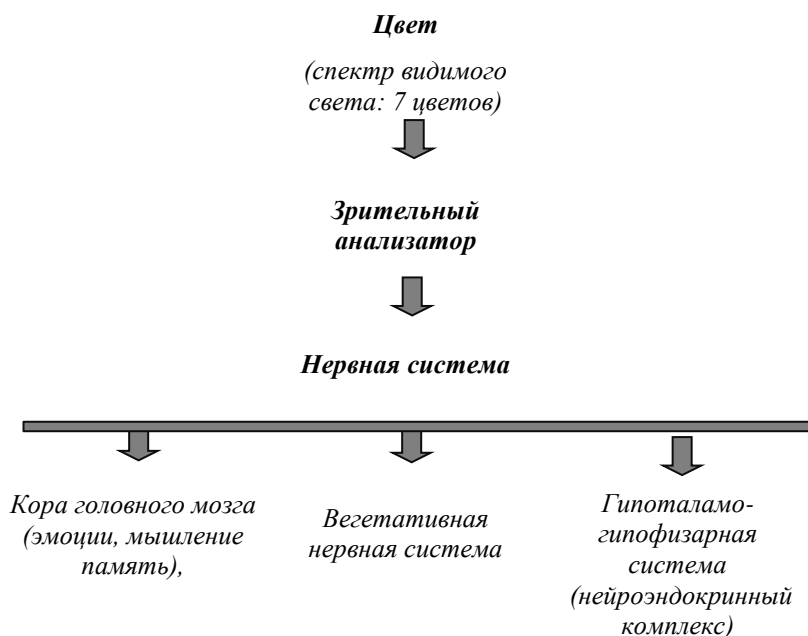 Цвет
(спектр видимого
света: 7 цветов)
Зрительный
анализатор
Нервная система
Кора головного мозга
(эмоции, мышление
память),
Вегетативная
нервная система
Гипоталамо-
гипофизарная
система
(нейроэндокринный
комплекс)